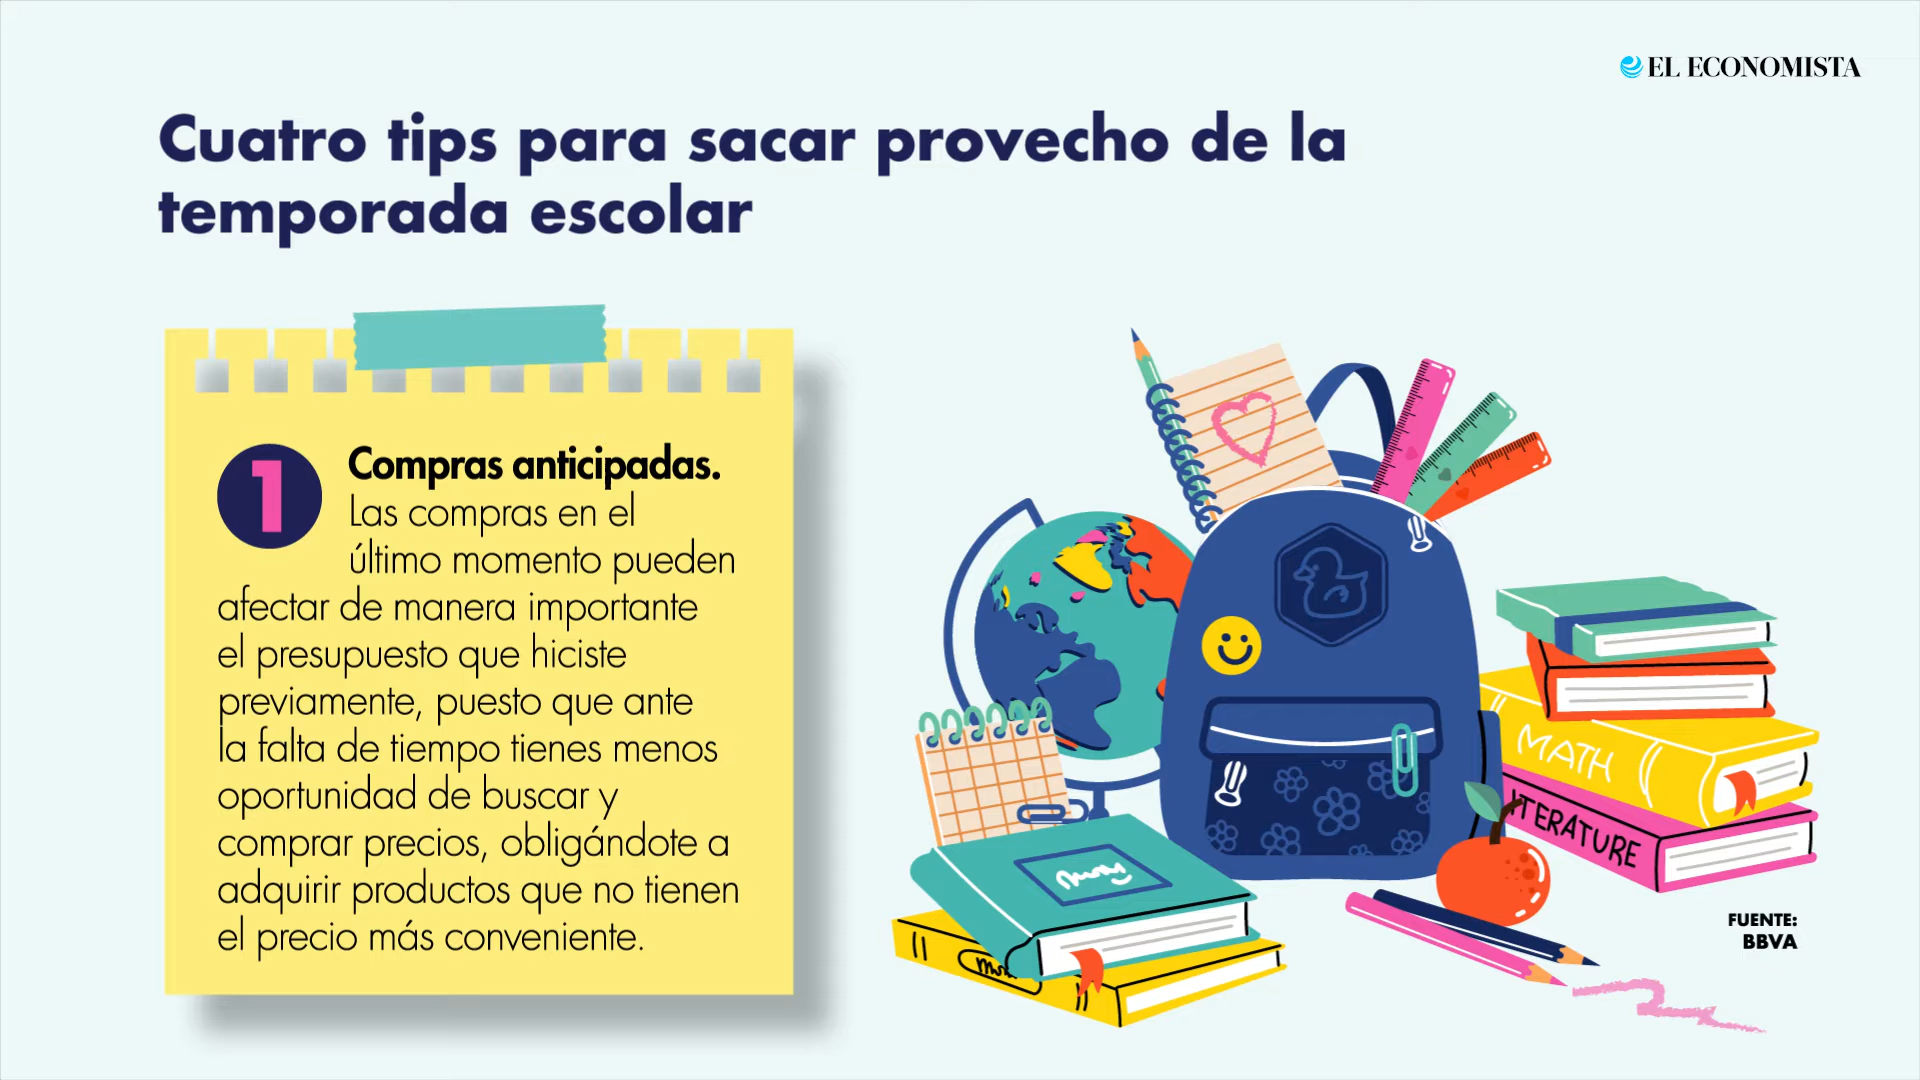 EL ECONOMISTA
Cuatro tips para sacar provecho de la
temporada escolar
1
Compras anticipadas.
Las compras en el
último momento pueden
afectar de manera importante
el presupuesto que hiciste
previamente, puesto que ante
la falta de tiempo tienes menos
oportunidad de buscar y
comprar precios, obligándote a
adquirir productos que no tienen
el precio más conveniente.
MATH
ITERATURE
FUENTE:
BBVA